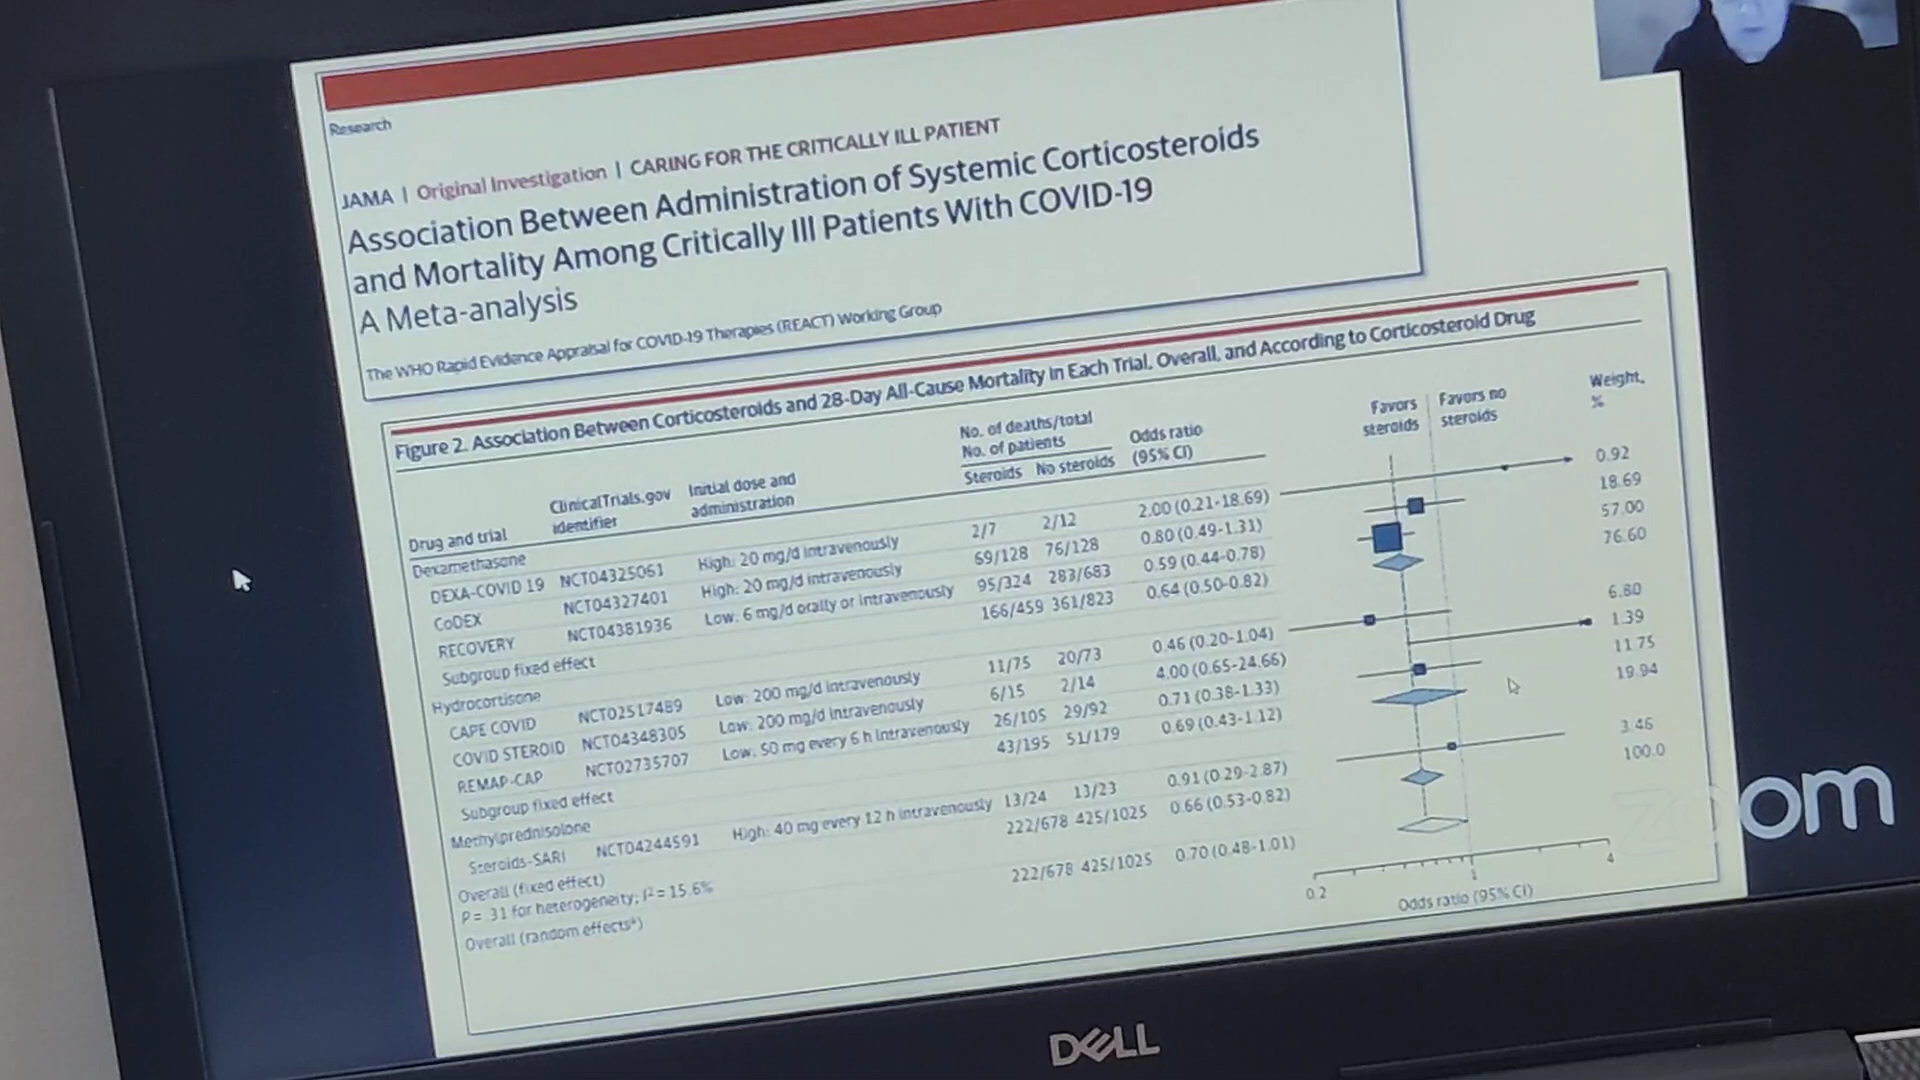 Research
JAMA | Original Investigation | CARING FOR THE CRITICALLY ILL PATIENT
Association Between Administration of Systemic Corticosteroids
and Mortality Among Critically Ill Patients With COVID-19
A Meta-analysis
The WHO Rapid Evidence Appraisal for COVID-19 Therapies (REACT) Working Group
Figure 2. Association Between Corticosteroids and 28-Day All-Cause Mortality in Each Trial, Overall, and According to Corticosteroid Drug
Drug and trial
ClinicalTrials.gov
identifier
Initial dose and
administration
No. of deaths/total
No. of patients
Steroids No steroids
Odds ratio
(95% CI)
Favors
steroids
Favors no
steroids
Weight,
%
Dexamethasone
DEXA-COVID 19 NCT04325061 High: 20 mg/d intravenously 2/7 2/12 2.00 (0.21-18.69) 0.92
CoDEX NCT04327401 High: 20 mg/d intravenously 69/128 76/128 0.80 (0.49-1.31) 18.69
RECOVERY NCT04381936 Low: 6 mg/d orally or intravenously 95/324 283/683 0.59 (0.44-0.78) 57.00
Subgroup fixed effect 166/459 361/823 0.64 (0.50-0.82) 76.60
Hydrocortisone
CAPE COVID NCT02517489 Low: 200 mg/d intravenously 11/75 20/73 0.46 (0.20-1.04) 6.80
COVID STEROID NCT04348305 Low: 200 mg/d intravenously 6/15 2/14 4.00 (0.65-24.66) 1.39
REMAP-CAP NCT02735707 Low: 50 mg every 6 h intravenously 26/105 29/92 0.71 (0.38-1.33) 11.75
Subgroup fixed effect 43/195 51/179 0.69 (0.43-1.12) 19.94
Methylprednisolone
Steroids-SARI NCT04244591 High: 40 mg every 12 h intravenously 13/24 13/23 0.91 (0.29-2.87) 3.46
Overall (fixed effect) 222/678 425/1025 0.66 (0.53-0.82) 100.0
P = .31 for heterogeneity; I² = 15.6%
Overall (random effectsᵃ) 222/678 425/1025 0.70 (0.48-1.01)
0.2 1 4
Odds ratio (95% CI)
zoom
DELL